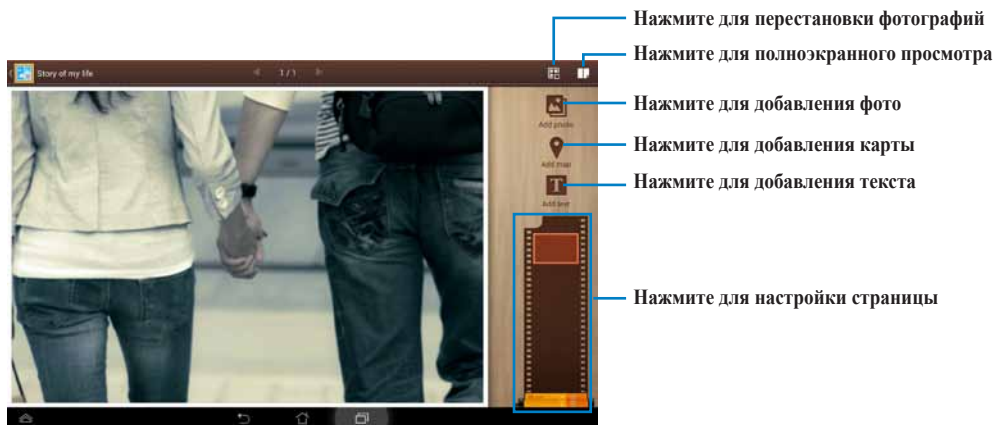 Нажмите для перестановки фотографий
Нажмите для полноэкранного просмотра
Story of my life
1 / 1
Нажмите для добавления фото
Add photo
Нажмите для добавления карты
Add map
Нажмите для добавления текста
T
Add text
Нажмите для настройки страницы